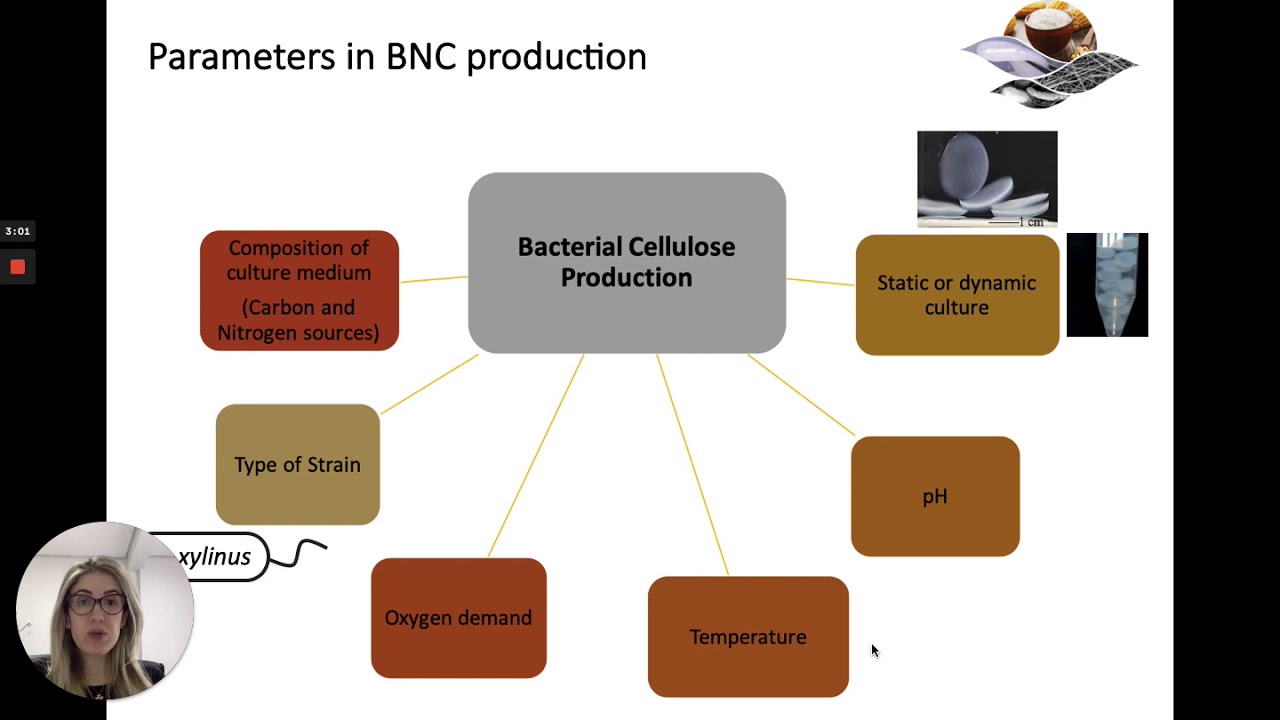 Parameters in BNC production
3:01
1 cm
Bacterial Cellulose
Production
Composition of
culture medium
(Carbon and
Nitrogen sources)
Static or dynamic
culture
Type of Strain
pH
xylinus
Oxygen demand
Temperature